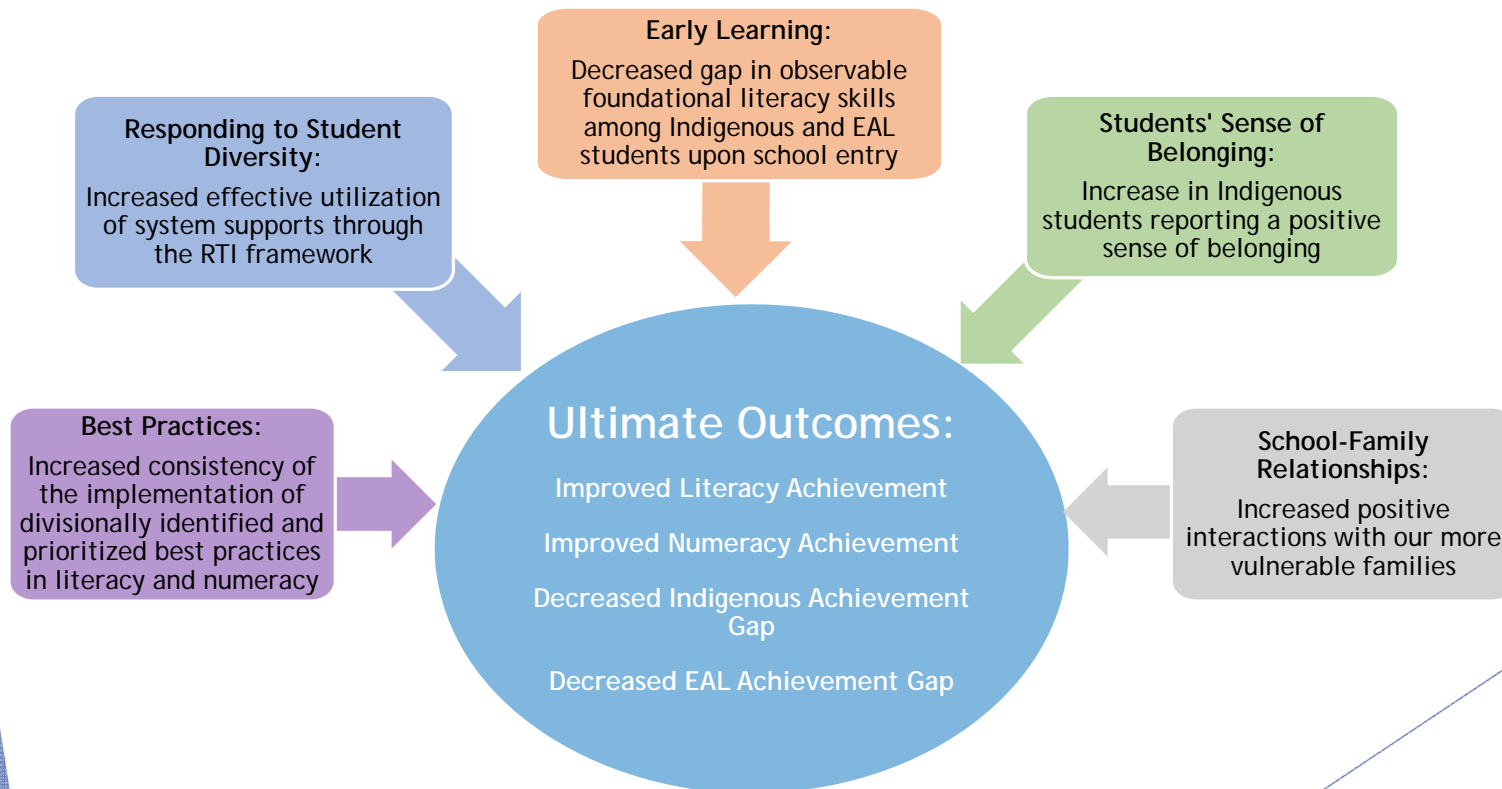 Early Learning:
Decreased gap in observable
foundational literacy skills
among Indigenous and EAL
students upon school entry
Responding to Student
Diversity:
Increased effective utilization
of system supports through
the RTI framework
Students' Sense of
Belonging:
Increase in Indigenous
students reporting a positive
sense of belonging
Best Practices:
Increased consistency of
the implementation of
divisionally identified and
prioritized best practices
in literacy and numeracy
Ultimate Outcomes:
Improved Literacy Achievement
Improved Numeracy Achievement
Decreased Indigenous Achievement
Gap
Decreased EAL Achievement Gap
School-Family
Relationships:
Increased positive
interactions with our more
vulnerable families